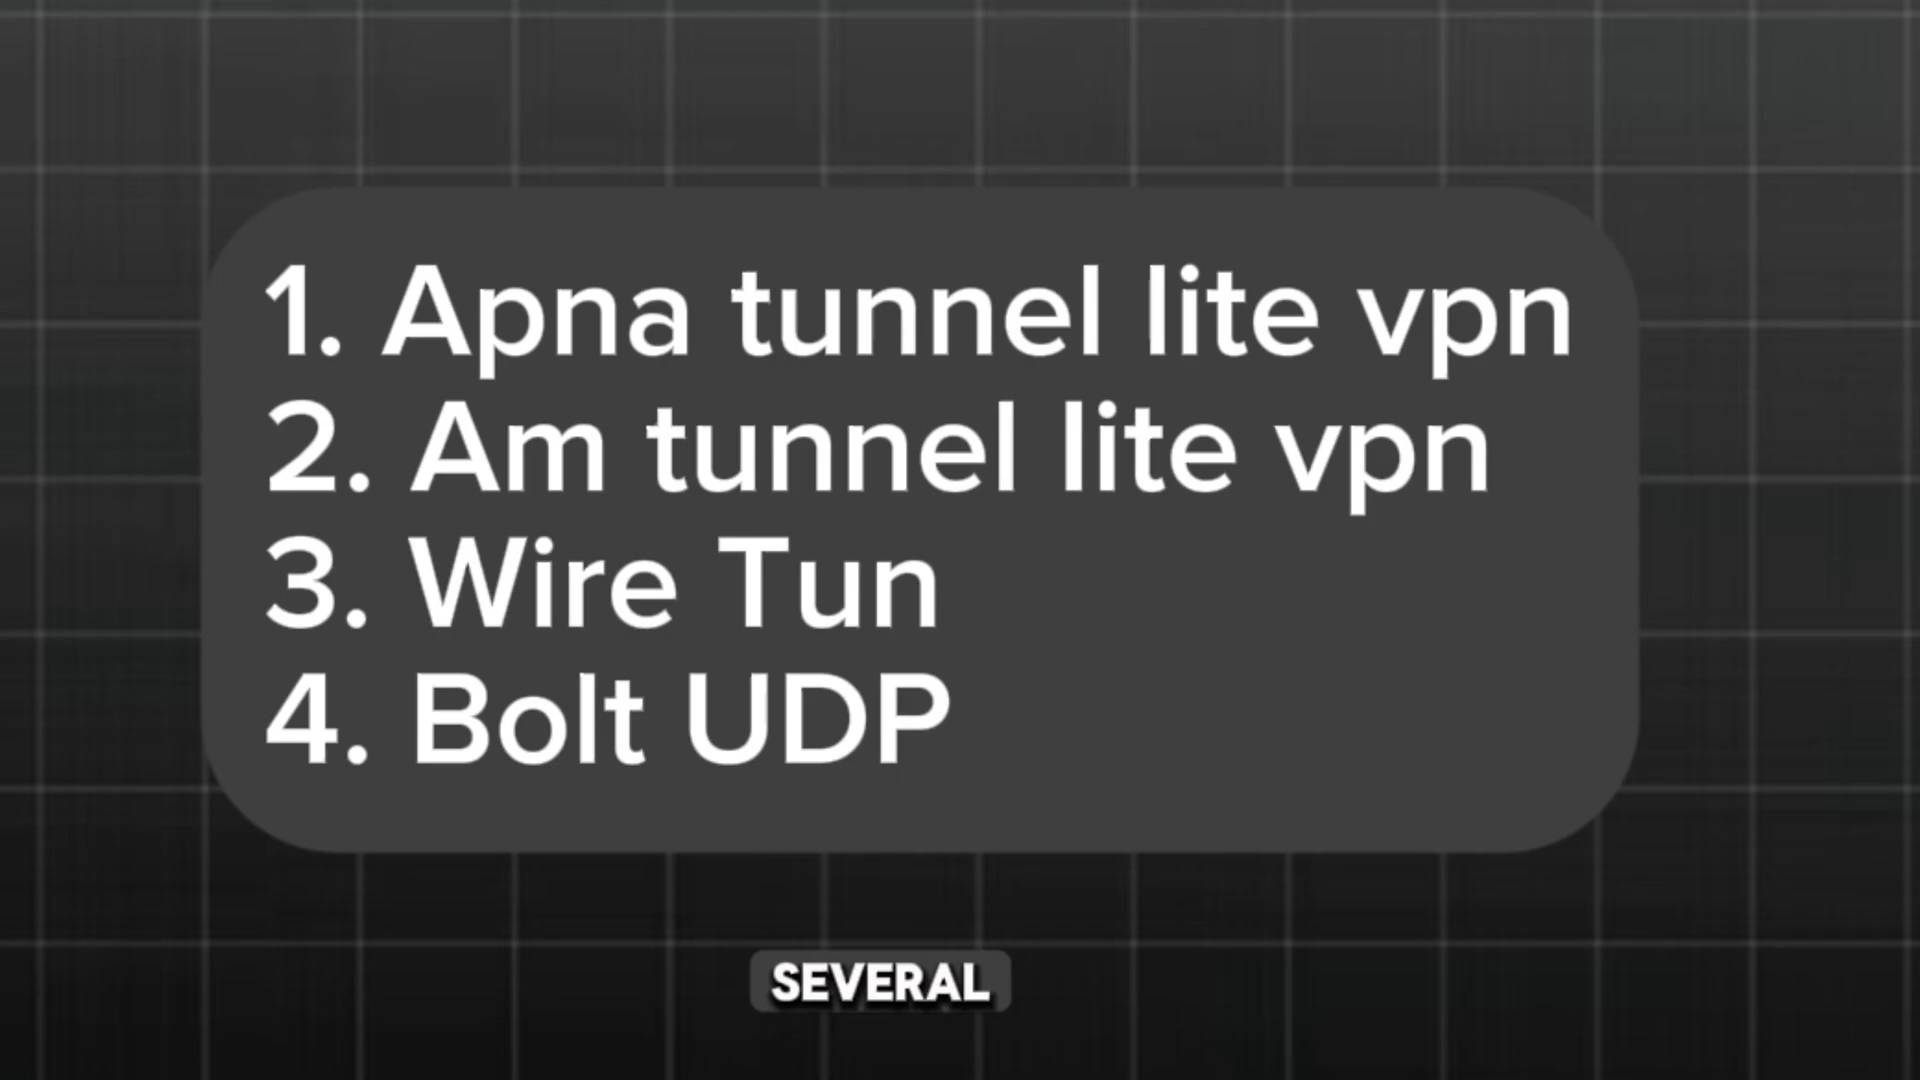 1. Apna tunnel lite vpn
2. Am tunnel lite vpn
3. Wire Tun
4. Bolt UDP
SEVERAL